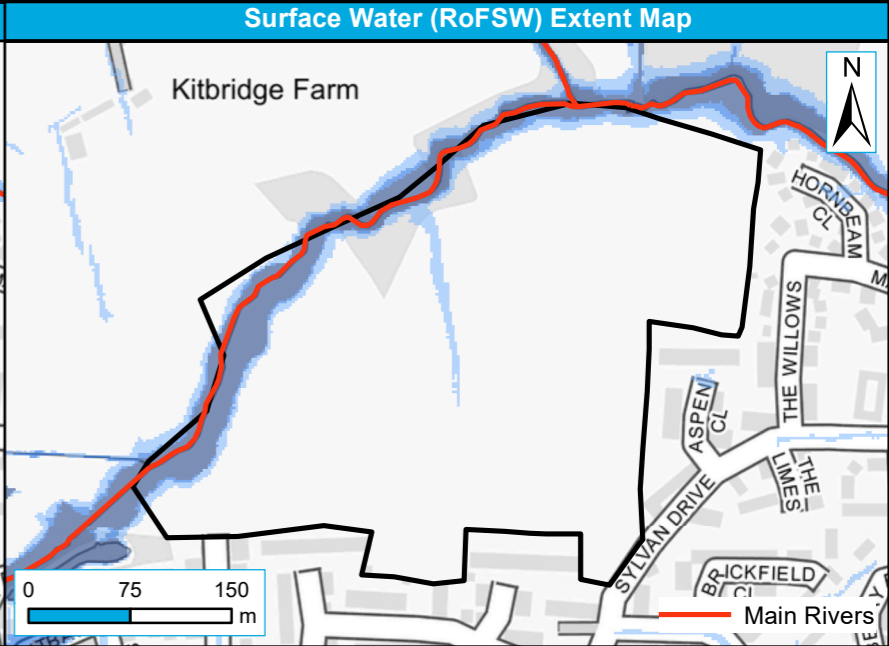 Surface Water (RoFSW) Extent Map
Kitbridge Farm
N
HORNBEAM
CL
THE WILLOWS
ASPEN
CL
THE
LIMES
SYLVAN DRIVE
BRICKFIELD
CL
0 75 150
m
Main Rivers